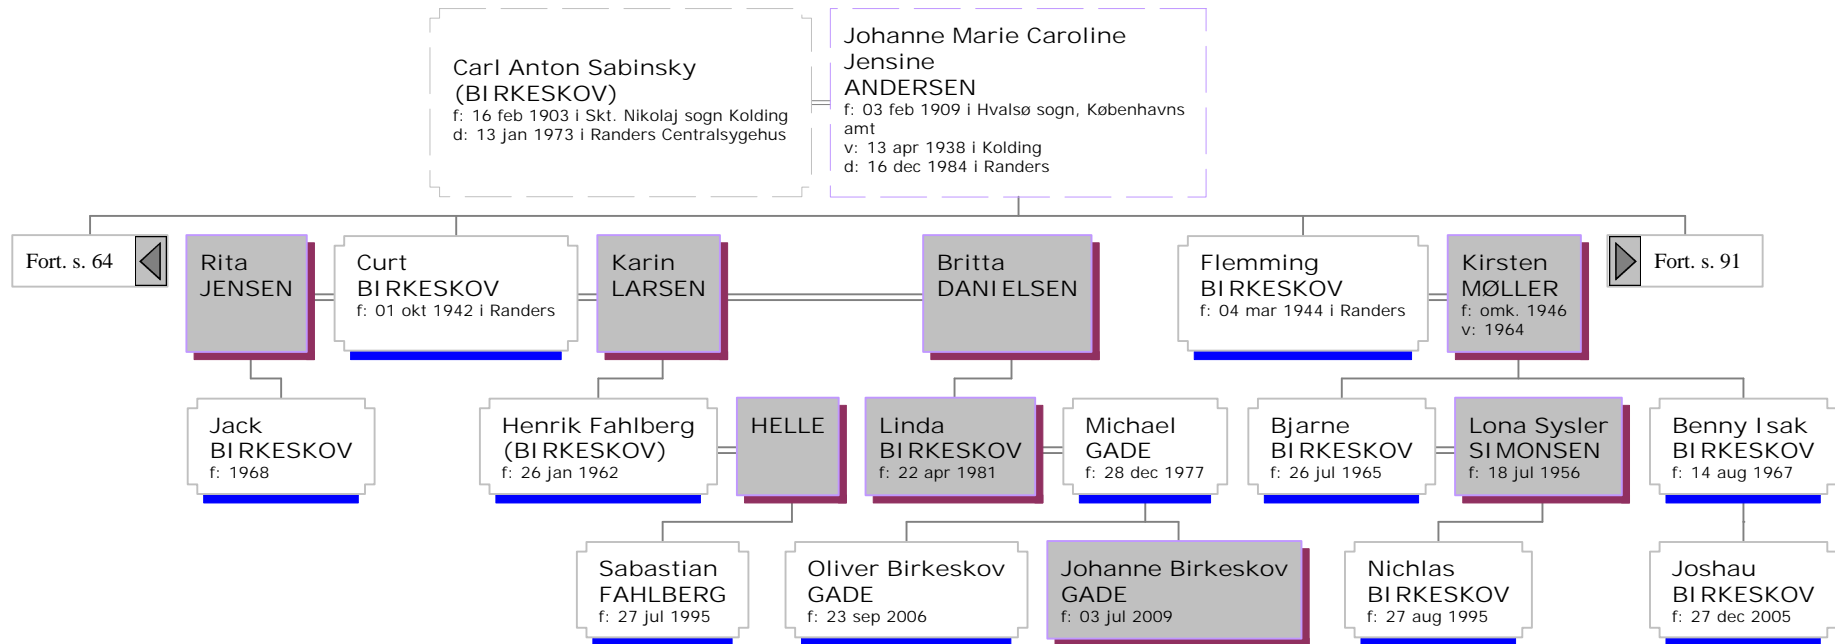 Carl Anton Sabinsky
(BIRKESKOV)
f: 16 feb 1903 i Skt. Nikolaj sogn Kolding
d: 13 jan 1973 i Randers Centralsygehus
Johanne Marie Caroline
Jensine
ANDERSEN
f: 03 feb 1909 i Hvalsø sogn, Københavns
amt
v: 13 apr 1938 i Kolding
d: 16 dec 1984 i Randers
Fort. s. 64
Rita
JENSEN
Curt
BIRKESKOV
f: 01 okt 1942 i Randers
Karin
LARSEN
Britta
DANIELSEN
Flemming
BIRKESKOV
f: 04 mar 1944 i Randers
Kirsten
MØLLER
f: omk. 1946
v: 1964
Fort. s. 91
Jack
BIRKESKOV
f: 1968
Henrik Fahlberg
(BIRKESKOV)
f: 26 jan 1962
HELLE
Linda
BIRKESKOV
f: 22 apr 1981
Michael
GADE
f: 28 dec 1977
Bjarne
BIRKESKOV
f: 26 jul 1965
Lona Sysler
SIMONSEN
f: 18 jul 1956
Benny Isak
BIRKESKOV
f: 14 aug 1967
Sabastian
FAHLBERG
f: 27 jul 1995
Oliver Birkeskov
GADE
f: 23 sep 2006
Johanne Birkeskov
GADE
f: 03 jul 2009
Nichlas
BIRKESKOV
f: 27 aug 1995
Joshau
BIRKESKOV
f: 27 dec 2005